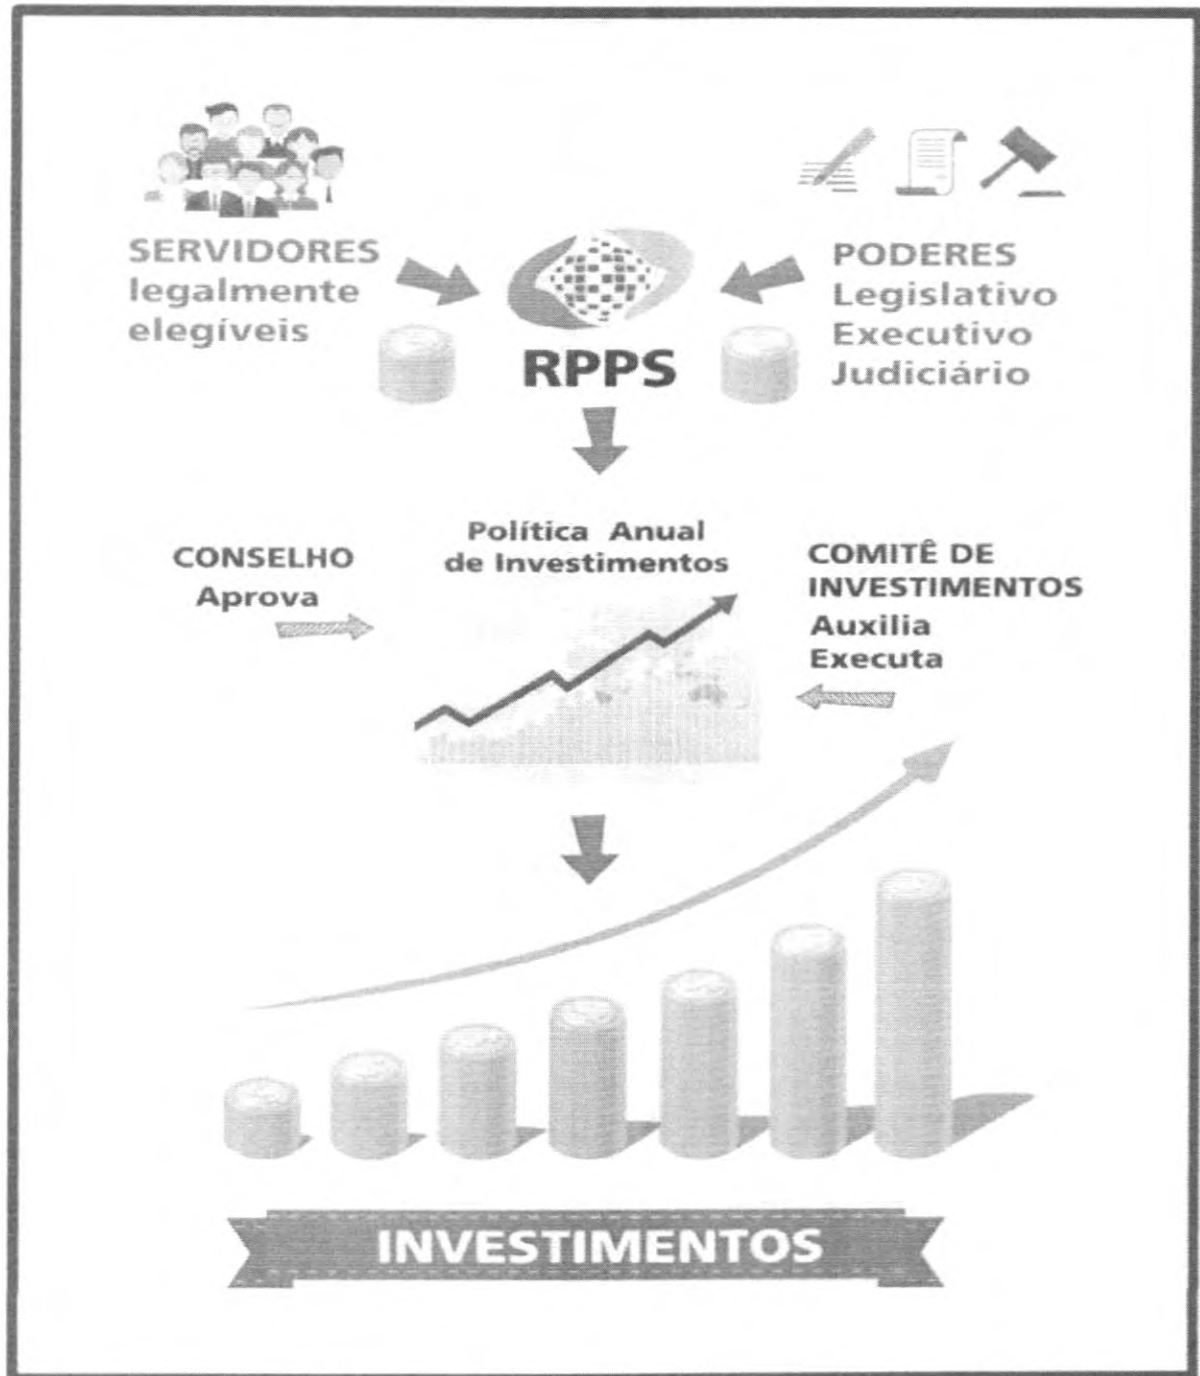 SERVIDORES
legalmente
elegíveis
RPPS
PODERES
Legislativo
Executivo
Judiciário
CONSELHO
Aprova
Política Anual
de Investimentos
COMITÊ DE
INVESTIMENTOS
Auxilia
Executa
INVESTIMENTOS